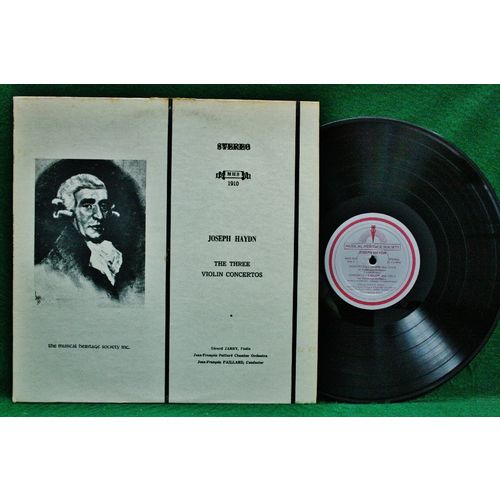 STEREO
MHS
1910
JOSEPH HAYDN
THE THREE
VIOLIN CONCERTOS
Gérard JARRY, Violin
Jean-François Paillard Chamber Orchestra
Jean-François PAILLARD, Conductor
the musical heritage society inc.
MUSICAL HERITAGE SOCIETY
JOSEPH HAYDN